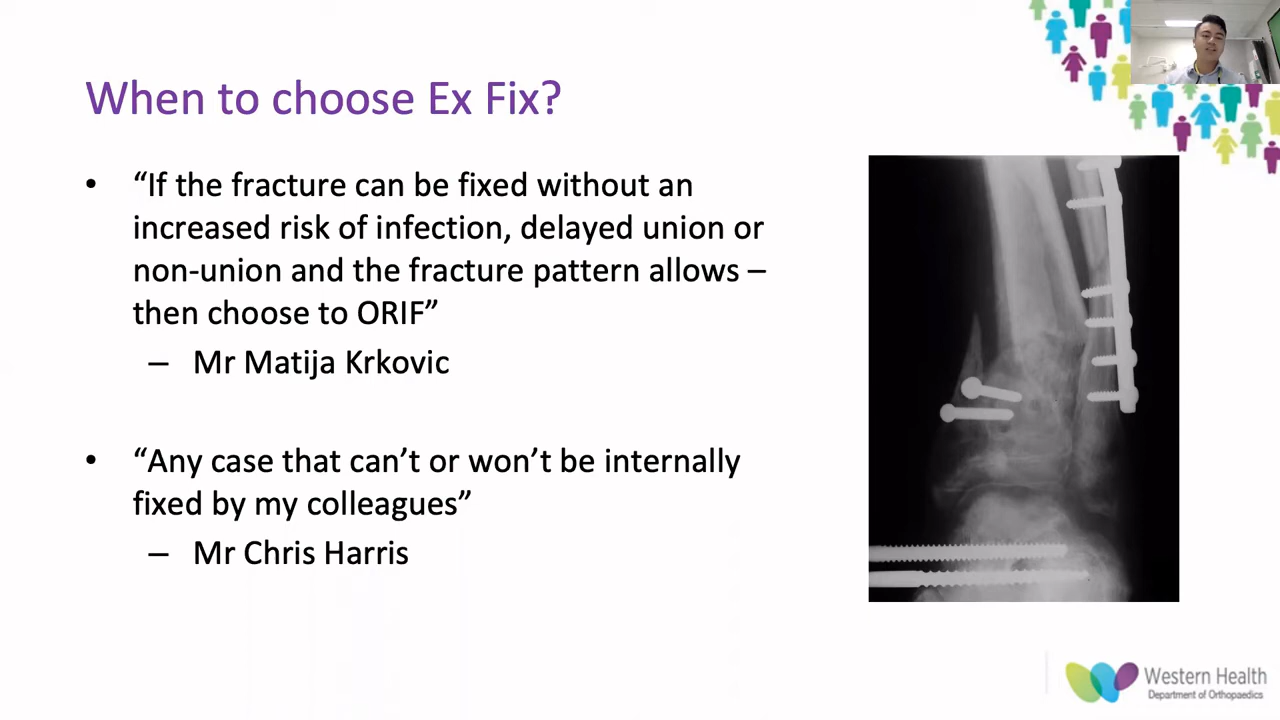 When to choose Ex Fix?
• “If the fracture can be fixed without an
increased risk of infection, delayed union or
non-union and the fracture pattern allows –
then choose to ORIF”
– Mr Matija Krkovic
• “Any case that can’t or won’t be internally
fixed by my colleagues”
– Mr Chris Harris
Western Health
Department of Orthopaedics